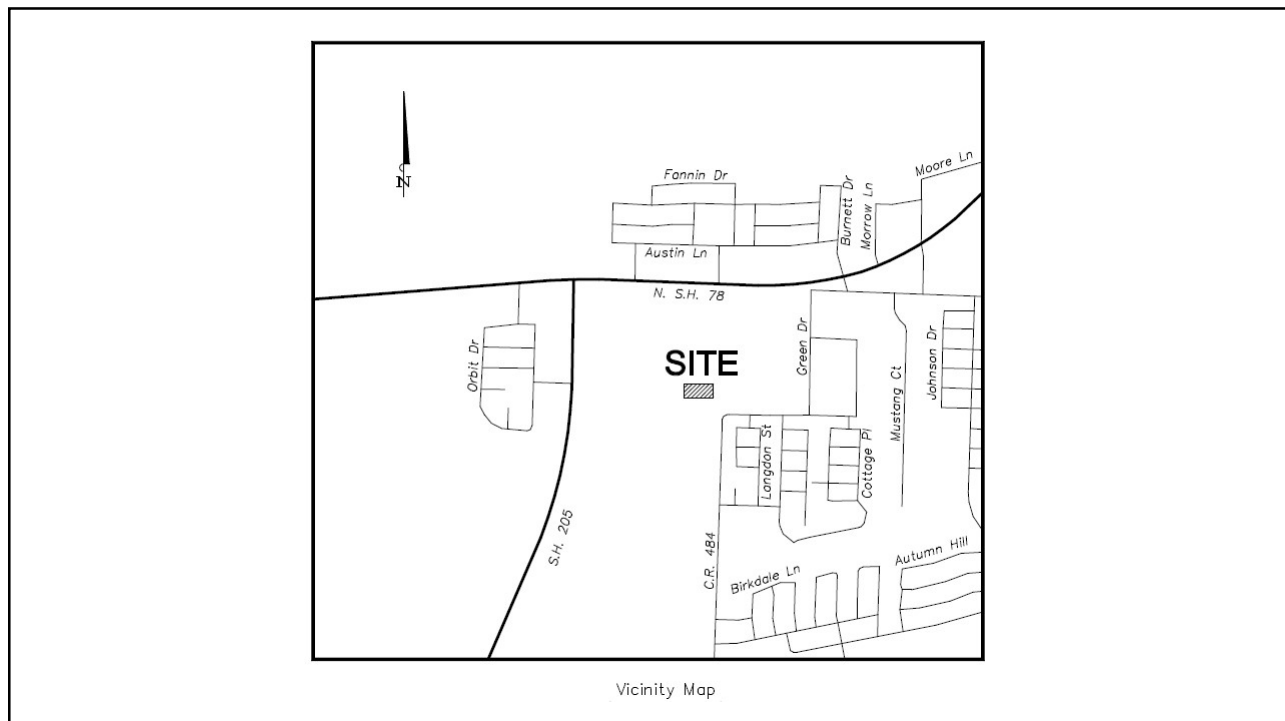 Moore Ln
Fannin Dr
Burnett Dr
Morrow Ln
N
Austin Ln
N. S.H. 78
SITE
Orbit Dr
Green Dr
Mustang Ct
Johnson Dr
Langdon St
Cottage Pl
S.H. 205
C.R. 484
Birkdale Ln
Autumn Hill
Vicinity Map